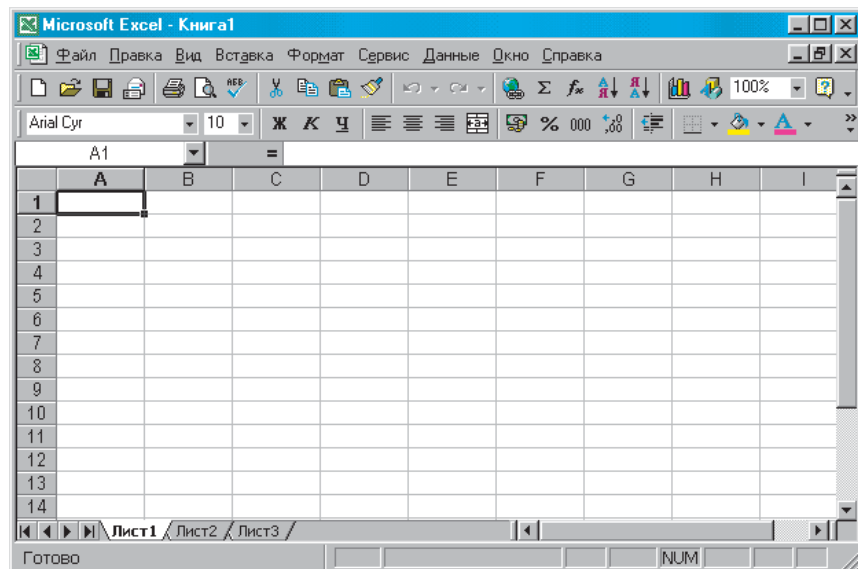 Microsoft Excel - Книга1
Файл Правка Вид Вставка Формат Сервис Данные Окно Справка
100%
Arial Cyr 10 Ж К Ч % 000
A1 =
A B C D E F G H I
1
2
3
4
5
6
7
8
9
10
11
12
13
14
Лист1 Лист2 Лист3
Готово NUM